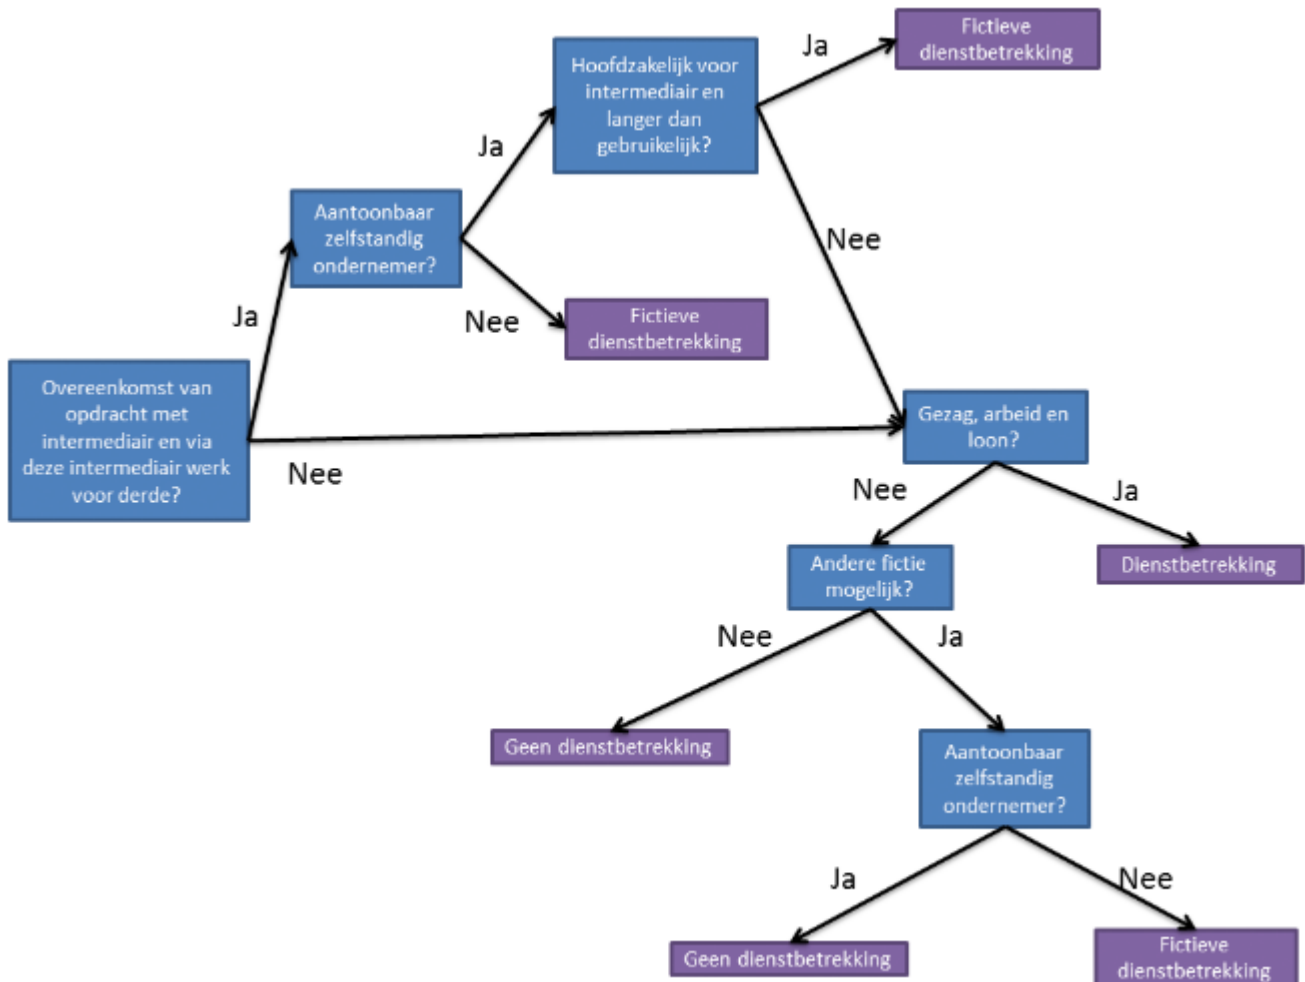 Fictieve
dienstbetrekking
Ja
Hoofdzakelijk voor
intermediair en
langer dan
gebruikelijk?
Ja
Aantoonbaar
zelfstandig
ondernemer?
Nee
Ja
Nee
Fictieve
dienstbetrekking
Overeenkomst van
opdracht met
intermediair en via
deze intermediair werk
voor derde?
Nee
Gezag, arbeid en
loon?
Nee
Ja
Andere fictie
mogelijk?
Dienstbetrekking
Nee
Ja
Geen dienstbetrekking
Aantoonbaar
zelfstandig
ondernemer?
Ja
Nee
Geen dienstbetrekking
Fictieve
dienstbetrekking